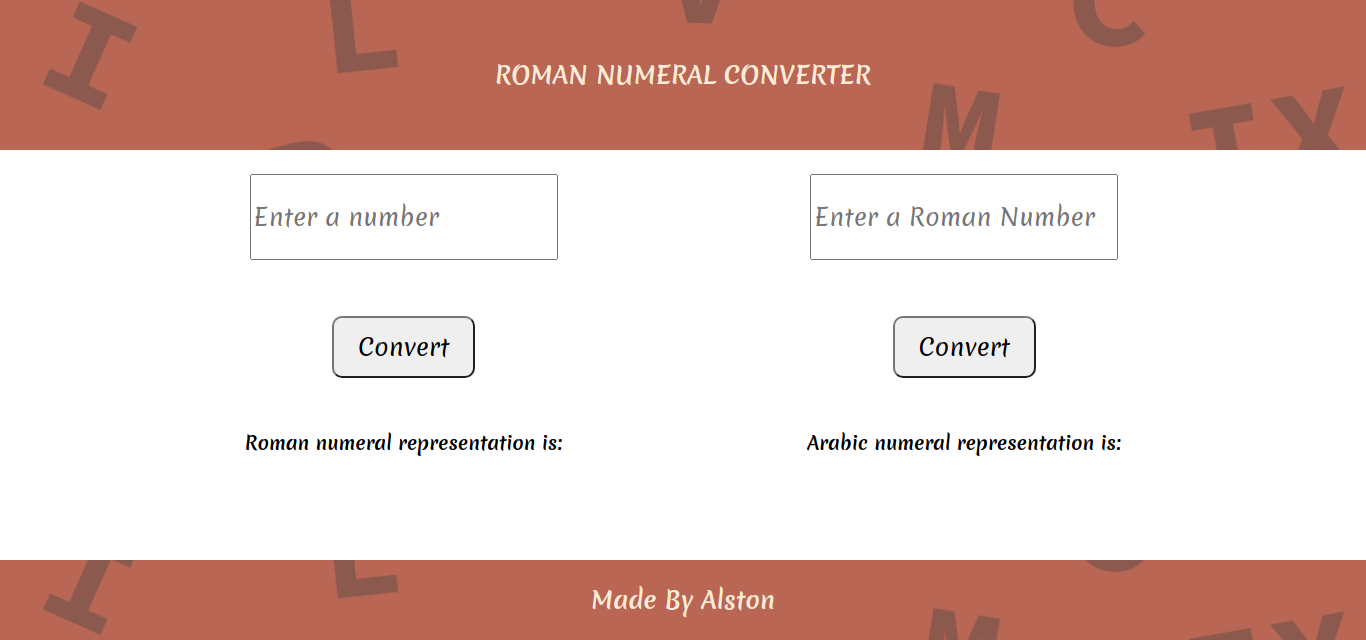 I L V C
M I X
ROMAN NUMERAL CONVERTER
Enter a number
Enter a Roman Number
Convert
Convert
Roman numeral representation is:
Arabic numeral representation is:
I L
M I X
Made By Alston